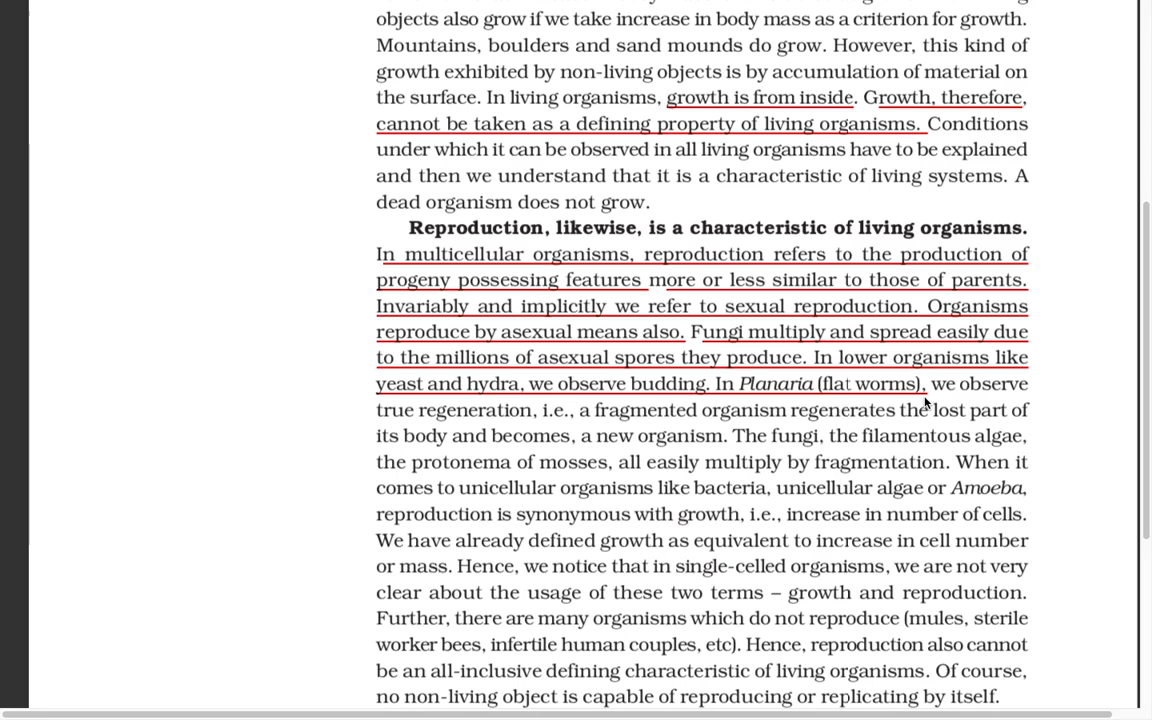 objects also grow if we take increase in body mass as a criterion for growth.
Mountains, boulders and sand mounds do grow. However, this kind of
growth exhibited by non-living objects is by accumulation of material on
the surface. In living organisms, growth is from inside. Growth, therefore,
cannot be taken as a defining property of living organisms. Conditions
under which it can be observed in all living organisms have to be explained
and then we understand that it is a characteristic of living systems. A
dead organism does not grow.
Reproduction, likewise, is a characteristic of living organisms.
In multicellular organisms, reproduction refers to the production of
progeny possessing features more or less similar to those of parents.
Invariably and implicitly we refer to sexual reproduction. Organisms
reproduce by asexual means also. Fungi multiply and spread easily due
to the millions of asexual spores they produce. In lower organisms like
yeast and hydra, we observe budding. In Planaria (flat worms), we observe
true regeneration, i.e., a fragmented organism regenerates the lost part of
its body and becomes, a new organism. The fungi, the filamentous algae,
the protonema of mosses, all easily multiply by fragmentation. When it
comes to unicellular organisms like bacteria, unicellular algae or Amoeba,
reproduction is synonymous with growth, i.e., increase in number of cells.
We have already defined growth as equivalent to increase in cell number
or mass. Hence, we notice that in single-celled organisms, we are not very
clear about the usage of these two terms – growth and reproduction.
Further, there are many organisms which do not reproduce (mules, sterile
worker bees, infertile human couples, etc). Hence, reproduction also cannot
be an all-inclusive defining characteristic of living organisms. Of course,
no non-living object is capable of reproducing or replicating by itself.